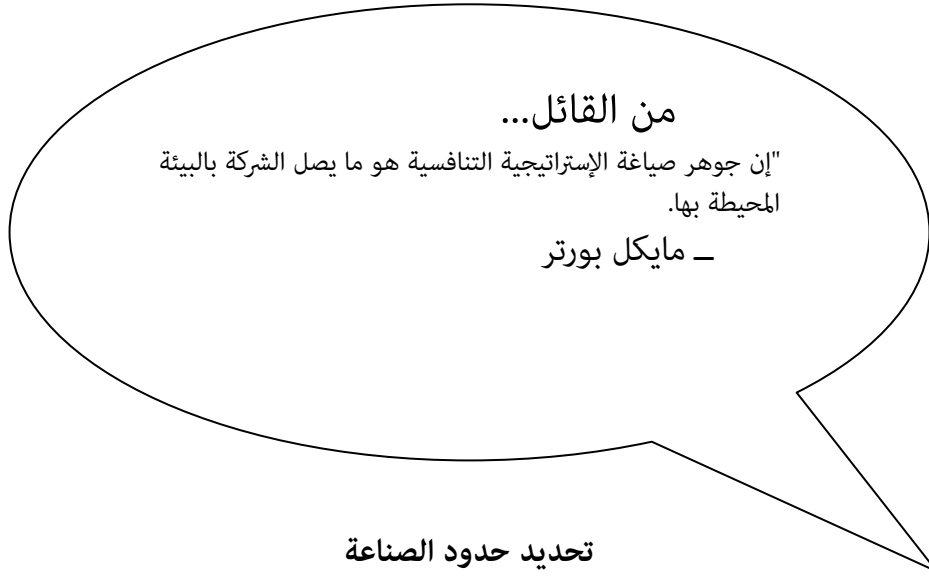 من القائل...
"إن جوهر صياغة الإستراتيجية التنافسية هو ما يصل الشركة بالبيئة
المحيطة بها.
– مايكل بورتر
تحديد حدود الصناعة